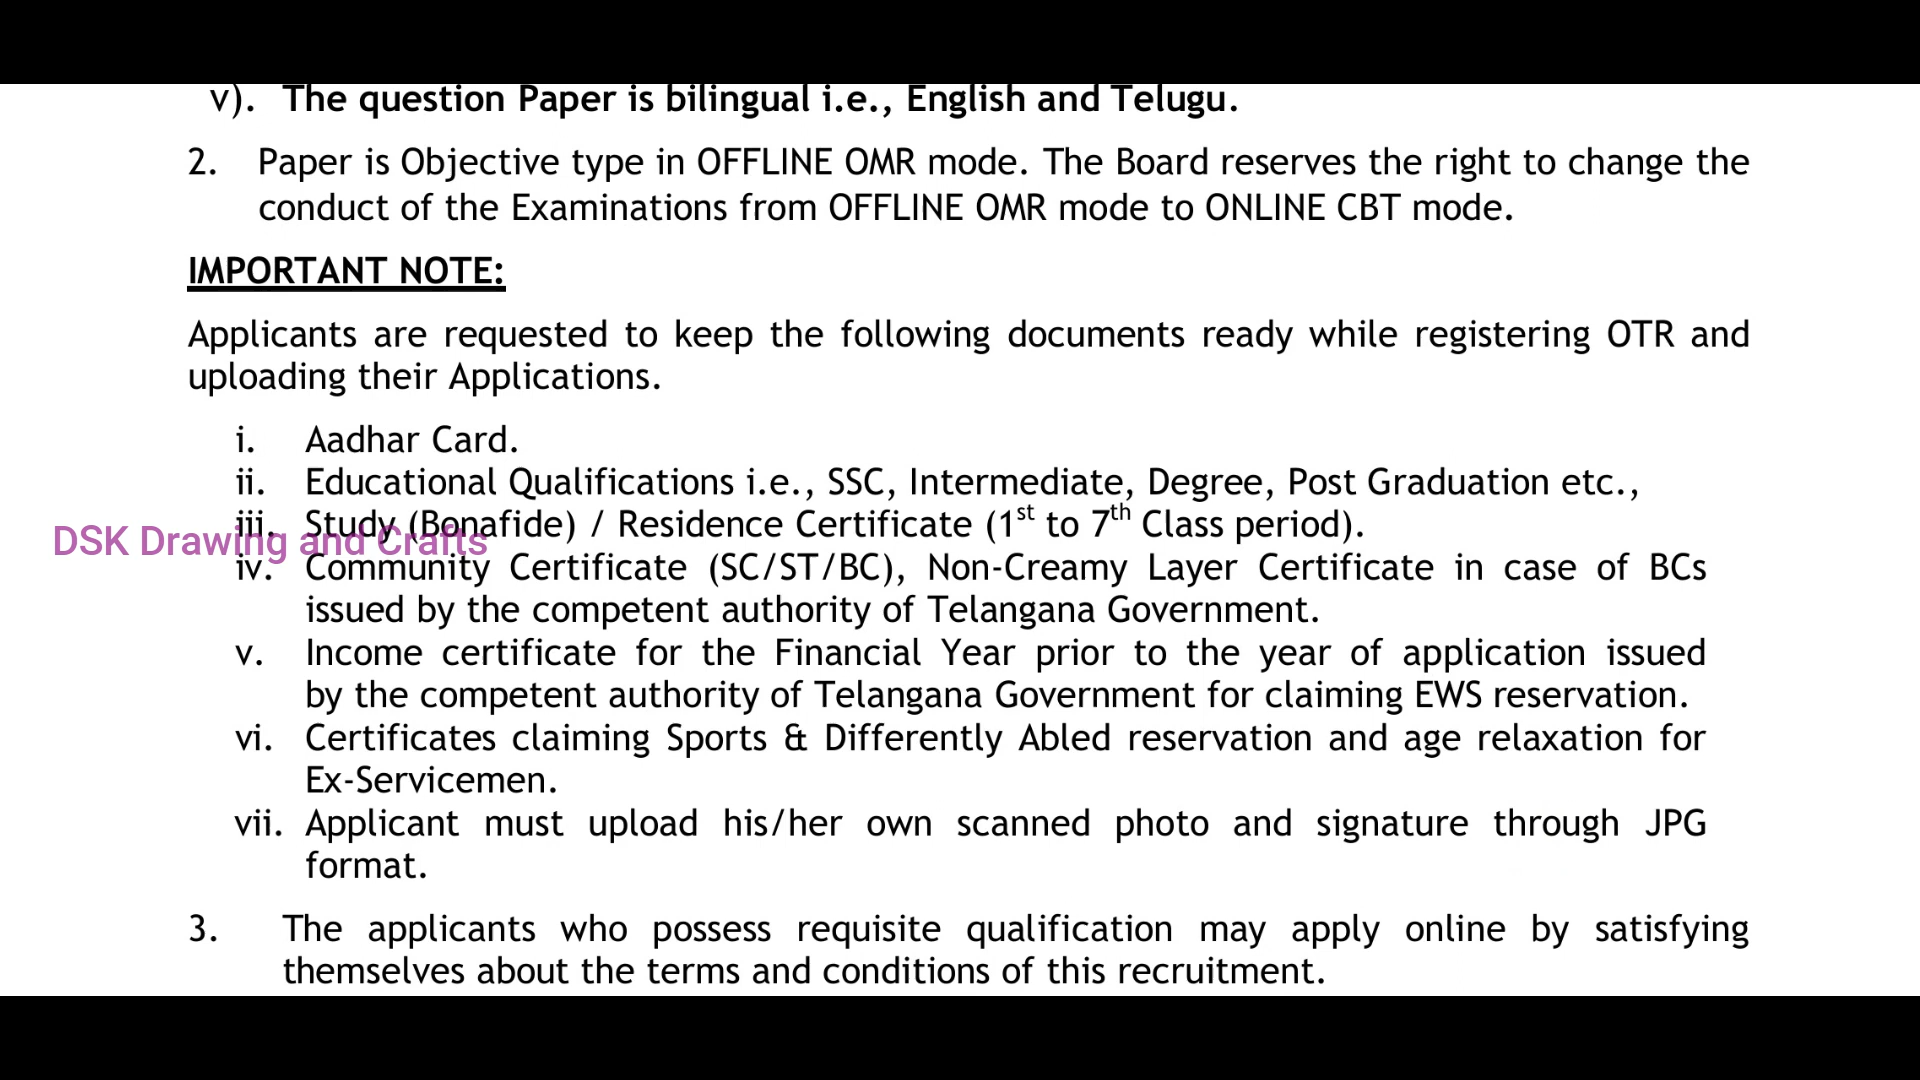 v). The question Paper is bilingual i.e., English and Telugu.
2. Paper is Objective type in OFFLINE OMR mode. The Board reserves the right to change the
conduct of the Examinations from OFFLINE OMR mode to ONLINE CBT mode.
IMPORTANT NOTE:
Applicants are requested to keep the following documents ready while registering OTR and
uploading their Applications.
i. Aadhar Card.
ii. Educational Qualifications i.e., SSC, Intermediate, Degree, Post Graduation etc.,
iii. Study (Bonafide) / Residence Certificate (1st to 7th Class period).
DSK Drawing and Crafts
iv. Community Certificate (SC/ST/BC), Non-Creamy Layer Certificate in case of BCs
issued by the competent authority of Telangana Government.
v. Income certificate for the Financial Year prior to the year of application issued
by the competent authority of Telangana Government for claiming EWS reservation.
vi. Certificates claiming Sports & Differently Abled reservation and age relaxation for
Ex-Servicemen.
vii. Applicant must upload his/her own scanned photo and signature through JPG
format.
3. The applicants who possess requisite qualification may apply online by satisfying
themselves about the terms and conditions of this recruitment.